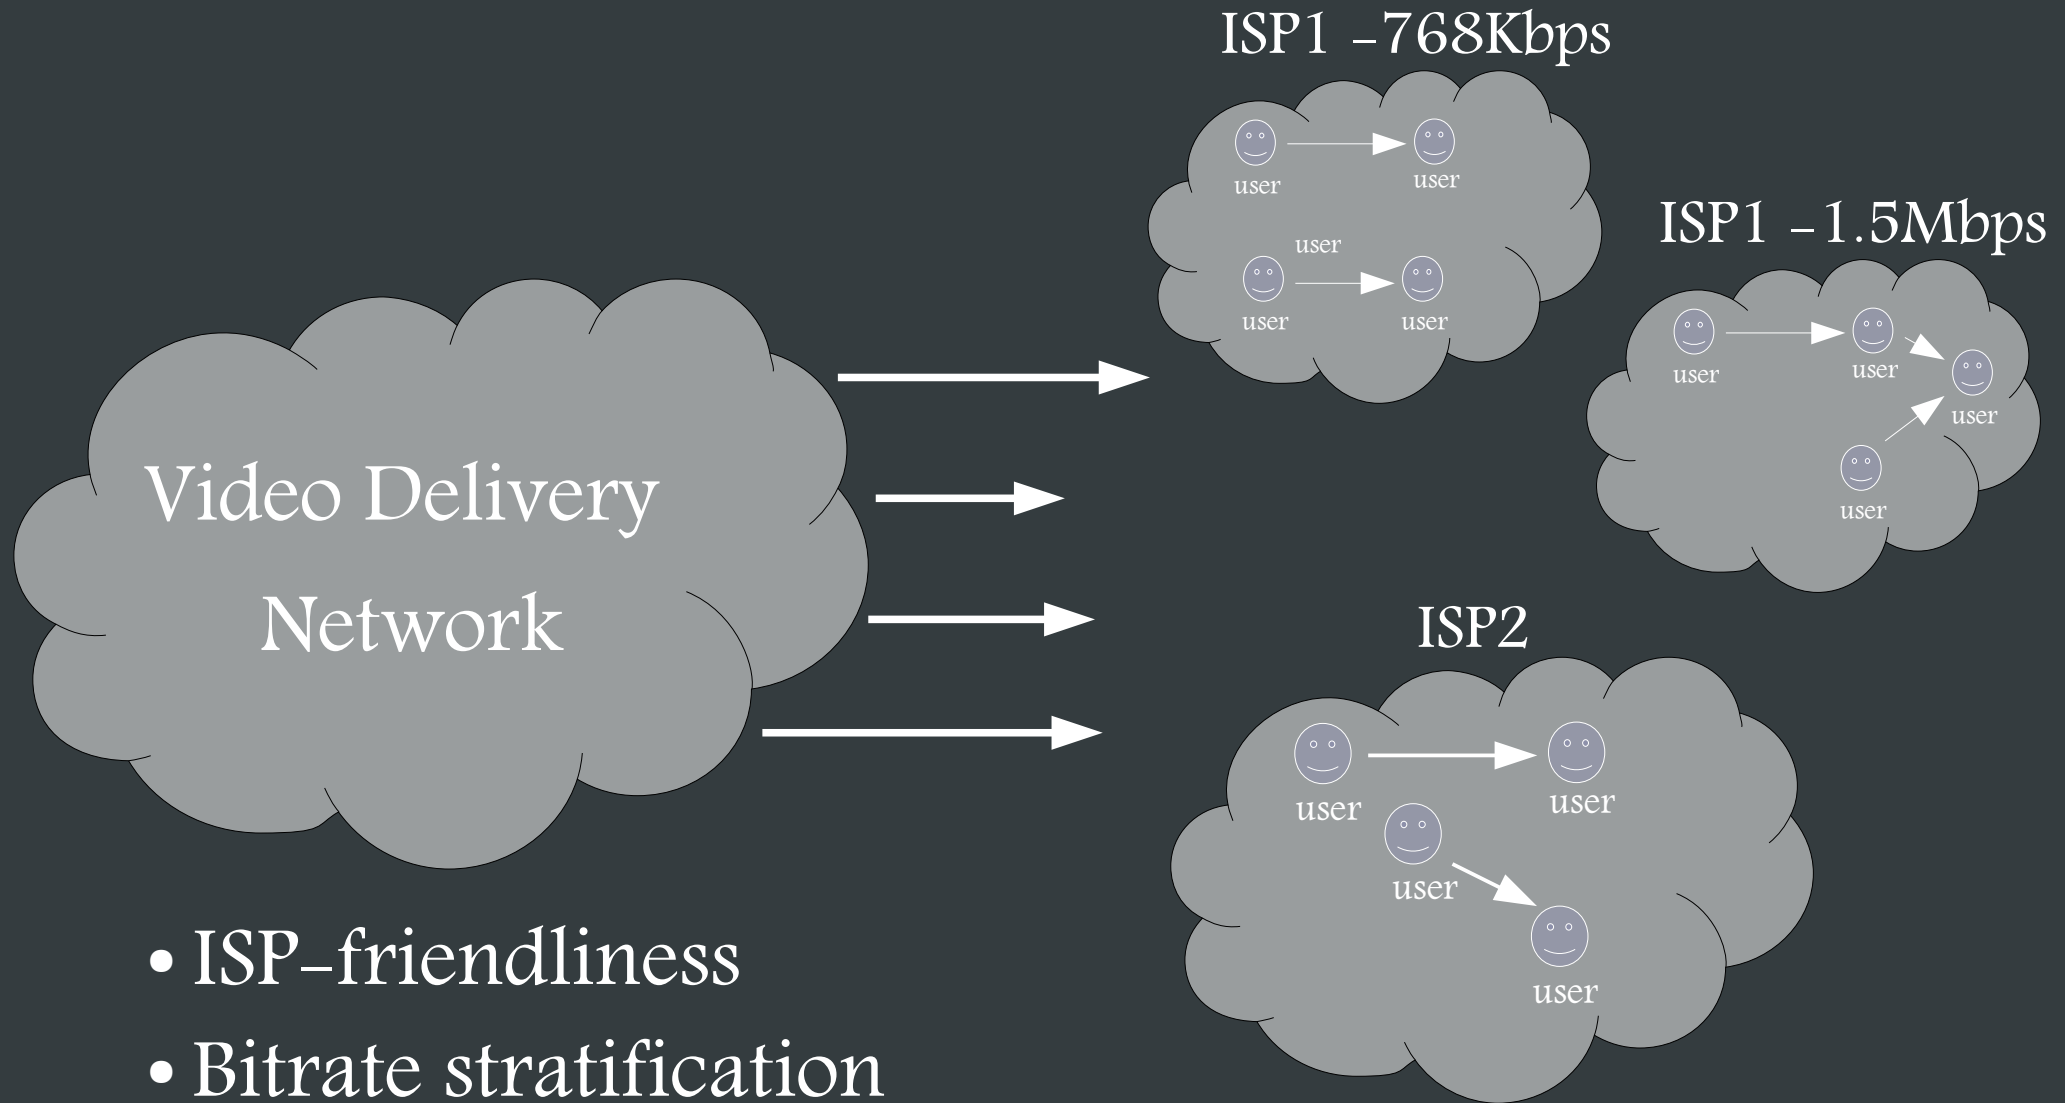 ISP1 -768Kbps
user
user
user
user
user
ISP1 -1.5Mbps
user
user
user
user
Video Delivery
Network
ISP2
user
user
user
user
• ISP-friendliness
• Bitrate stratification